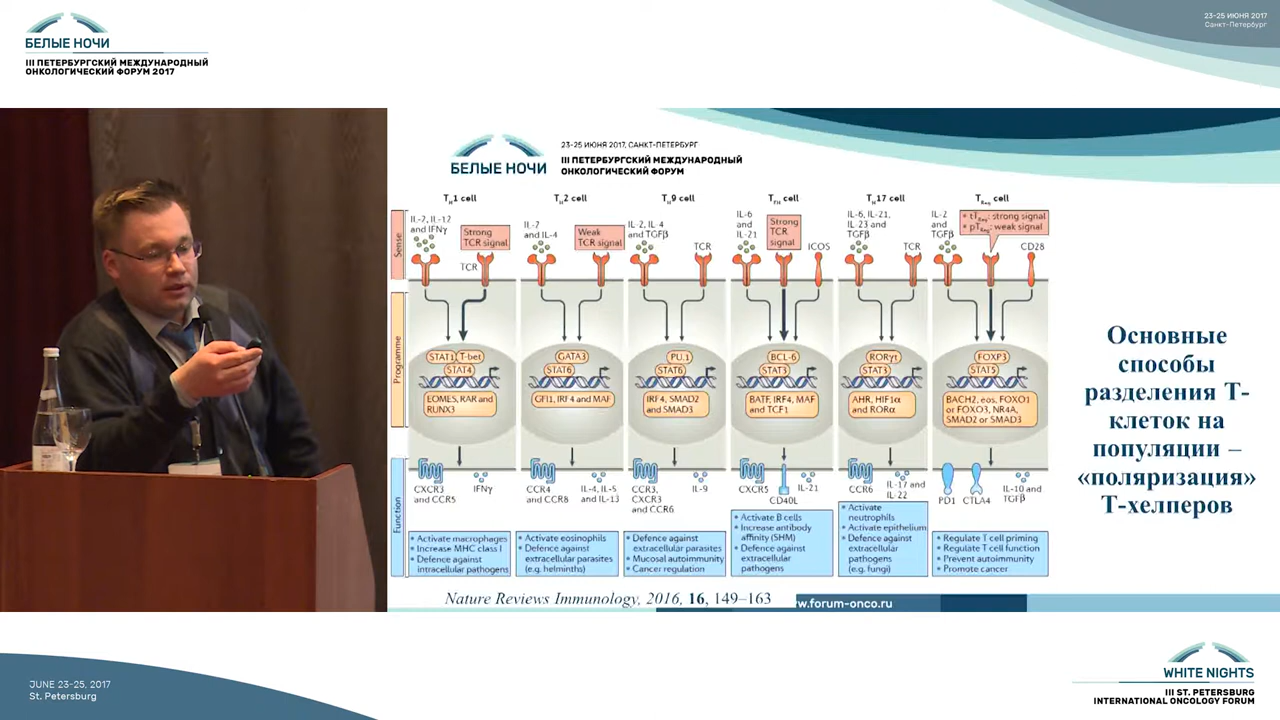 БЕЛЫЕ НОЧИ
III ПЕТЕРБУРГСКИЙ МЕЖДУНАРОДНЫЙ
ОНКОЛОГИЧЕСКИЙ ФОРУМ 2017
23-25 ИЮНЯ 2017
Санкт-Петербург
БЕЛЫЕ НОЧИ
23-25 ИЮНЯ 2017, САНКТ-ПЕТЕРБУРГ
III ПЕТЕРБУРГСКИЙ МЕЖДУНАРОДНЫЙ
ОНКОЛОГИЧЕСКИЙ ФОРУМ
TH1 cell
TH2 cell
TH9 cell
TFH cell
TH17 cell
TReg cell
Sense
IL-2, IL-12
and IFNγ
Strong
TCR signal
TCR
IL-7
and IL-4
Weak
TCR signal
IL-2, IL-4
and TGFβ
TCR
IL-6
and
IL-21
Strong
TCR
signal
ICOS
IL-6, IL-21,
IL-23 and
TGFβ
TCR
IL-2
and
TGFβ
• tTReg: strong signal
• pTReg: weak signal
CD28
Programme
STAT1 T-bet
STAT4
EOMES, RAR and
RUNX3
GATA3
STAT6
GFI1, IRF4 and MAF
PU.1
STAT6
IRF4, SMAD2
and SMAD3
BCL-6
STAT3
BATF, IRF4, MAF
and TCF1
RORγt
STAT3
AHR, HIF1α
and RORα
FOXP3
STAT5
BACH2, eos, FOXO1
or FOXO3, NR4A,
SMAD2 or SMAD3
Function
CXCR3
and CCR5
IFNγ
CCR4
and CCR8
IL-4, IL-5
and IL-13
CCR3,
CXCR3
and CCR6
IL-9
CXCR5
CD40L
IL-21
CCR6
IL-17 and
IL-22
PD1
CTLA4
IL-10 and
TGFβ
• Activate macrophages
• Increase MHC class I
• Defence against
intracellular pathogens
• Activate eosinophils
• Defence against
extracellular parasites
(e.g. helminths)
• Defence against
extracellular parasites
• Mucosal autoimmunity
• Cancer regulation
• Activate B cells
• Increase antibody
affinity (SHM)
• Defence against
extracellular
pathogens
• Activate
neutrophils
• Activate epithelium
• Defence against
extracellular
pathogens
(e.g. fungi)
• Regulate T cell priming
• Regulate T cell function
• Prevent autoimmunity
• Promote cancer
Основные
способы
разделения Т-
клеток на
популяции –
«поляризация»
Т-хелперов
Nature Reviews Immunology, 2016, 16, 149–163
w.forum-onco.ru
JUNE 23-25, 2017
St. Petersburg
WHITE NIGHTS
III ST. PETERSBURG
INTERNATIONAL ONCOLOGY FORUM